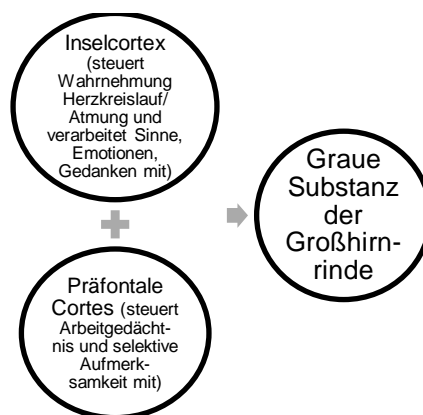 Inselcortex
(steuert
Wahrnehmung
Herzkreislauf/
Atmung und
verarbeitet Sinne,
Emotionen,
Gedanken mit)
Präfontale
Cortes (steuert
Arbeitgedächt-
nis und selektive
Aufmerk-
samkeit mit)
Graue
Substanz
der
Großhirn-
rinde